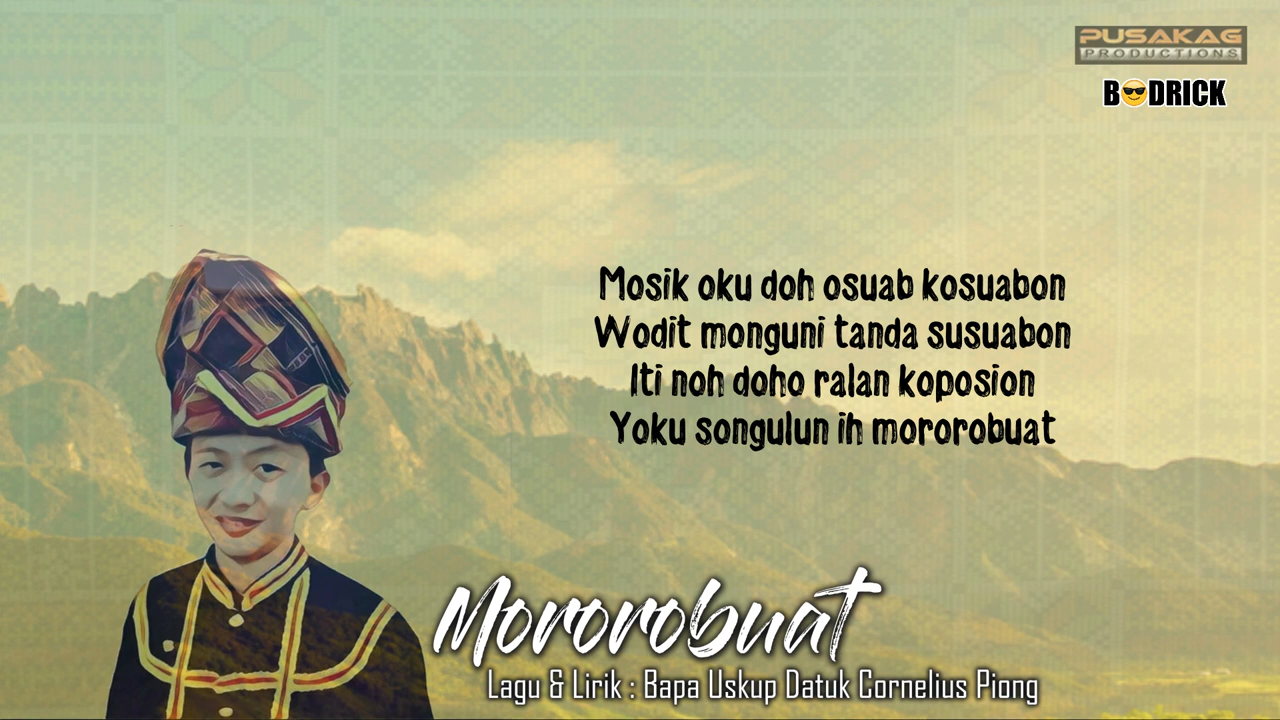 PUSAKAG
PRODUCTIONS
B😎DRICK
Mosik oku doh osuab kosuabon
Wodit monguni tanda susuabon
Iti noh doho ralan koposion
Yoku songulun ih mororobuat
Mororobuat
Lagu & Lirik : Bapa Uskup Datuk Cornelius Piong